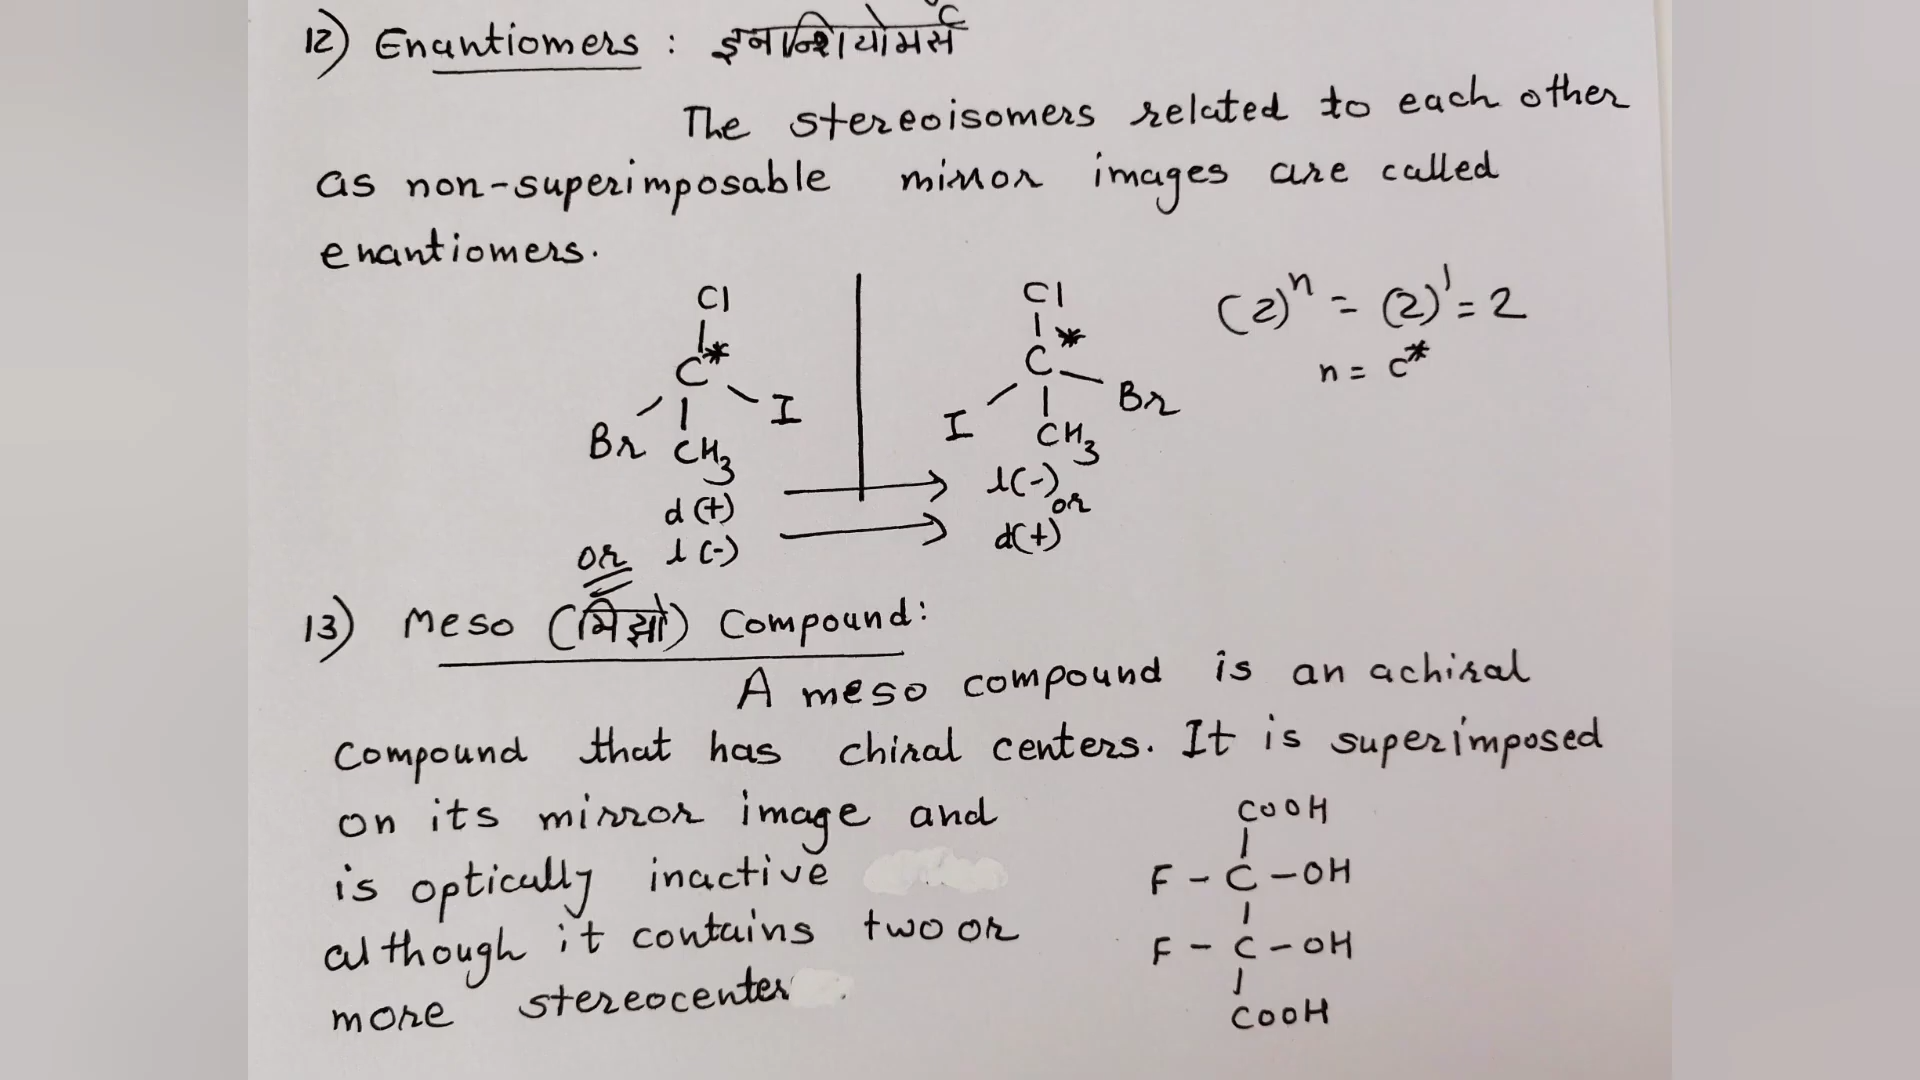 12) Enantiomers : इनान्शियोमर्स
The stereoisomers related to each other
as non-superimposable mirror images are called
enantiomers.
Cl Cl (2)ⁿ = (2)¹ = 2
C* C* n = C*
Br I I Br
CH₃ CH₃
d(+) l(-) or
or l(-) d(+)
13) Meso (मिझो) Compound:
A meso compound is an achiral
compound that has chiral centers. It is superimposed
on its mirror image and
is optically inactive
although it contains two or
more stereocenter
COOH
F - C - OH
F - C - OH
COOH